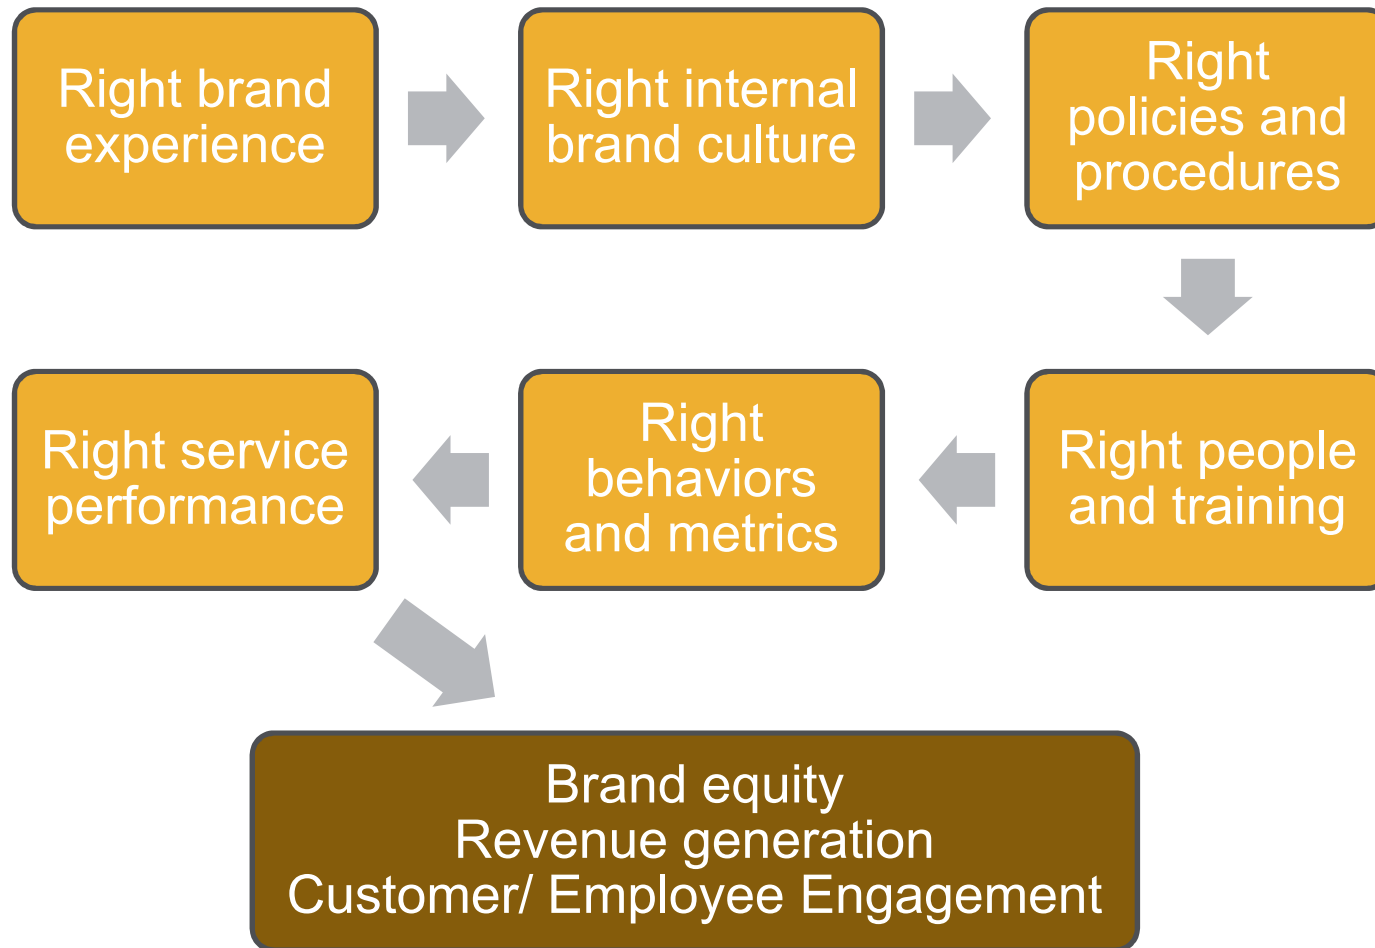 Right brand
experience
Right internal
brand culture
Right
policies and
procedures
Right people
and training
Right
behaviors
and metrics
Right service
performance
Brand equity
Revenue generation
Customer/ Employee Engagement